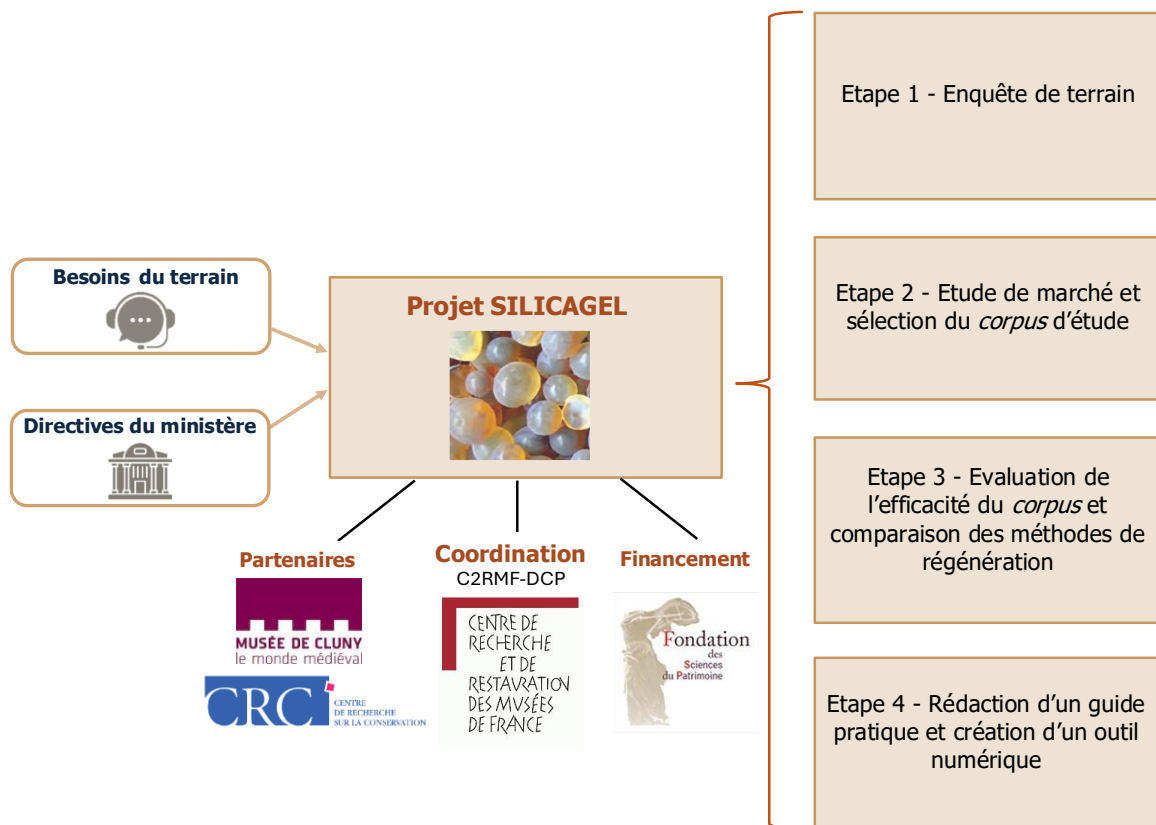 Besoins du terrain
Directives du ministère
Projet SILICAGEL
Partenaires
MUSÉE DE CLUNY
le monde médiéval
CRC
CENTRE
DE RECHERCHE
SUR LA CONSERVATION
Coordination
C2RMF-DCP
CENTRE DE
RECHERCHE
ET DE
RESTAURATION
DES MUSÉES
DE FRANCE
Financement
Fondation
des
Sciences
du Patrimoine
Etape 1 - Enquête de terrain
Etape 2 - Etude de marché et
sélection du corpus d'étude
Etape 3 - Evaluation de
l'efficacité du corpus et
comparaison des méthodes de
régénération
Etape 4 - Rédaction d'un guide
pratique et création d'un outil
numérique